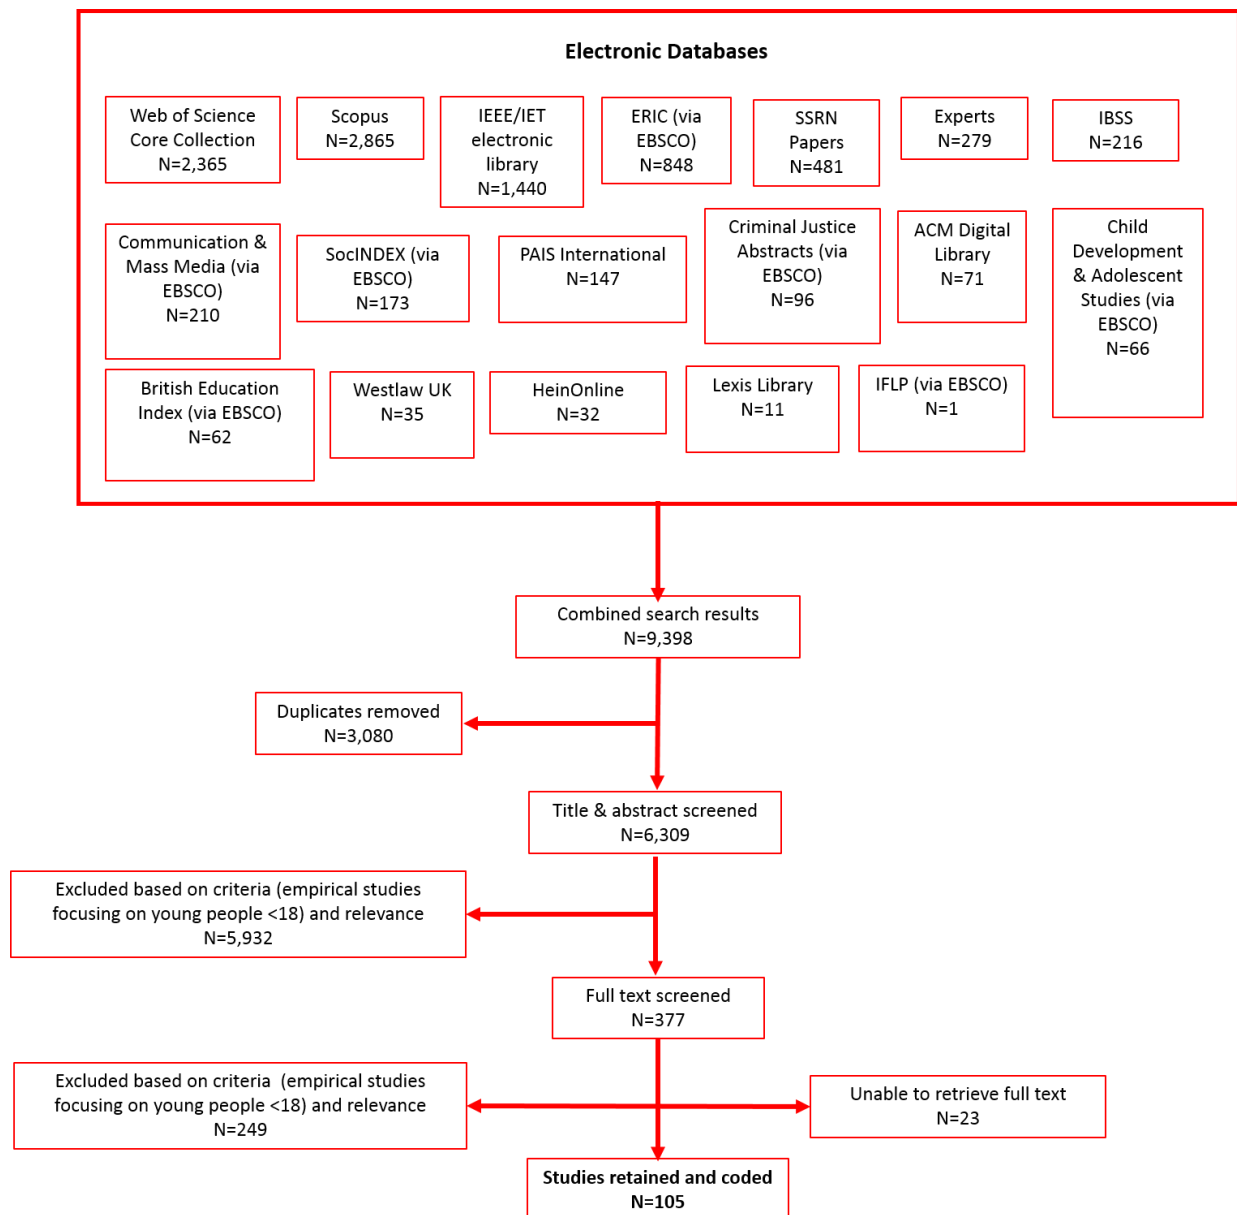 Electronic Databases
Web of Science
Core Collection
N=2,365
Scopus
N=2,865
IEEE/IET
electronic
library
N=1,440
ERIC (via
EBSCO)
N=848
SSRN
Papers
N=481
Experts
N=279
IBSS
N=216
Communication &
Mass Media (via
EBSCO)
N=210
SocINDEX (via
EBSCO)
N=173
PAIS International
N=147
Criminal Justice
Abstracts (via
EBSCO)
N=96
ACM Digital
Library
N=71
Child
Development
& Adolescent
Studies (via
EBSCO)
N=66
British Education
Index (via EBSCO)
N=62
Westlaw UK
N=35
HeinOnline
N=32
Lexis Library
N=11
IFLP (via EBSCO)
N=1
Combined search results
N=9,398
Duplicates removed
N=3,080
Title & abstract screened
N=6,309
Excluded based on criteria (empirical studies
focusing on young people <18) and relevance
N=5,932
Full text screened
N=377
Excluded based on criteria  (empirical studies
focusing on young people <18) and relevance
N=249
Unable to retrieve full text
N=23
Studies retained and coded
N=105